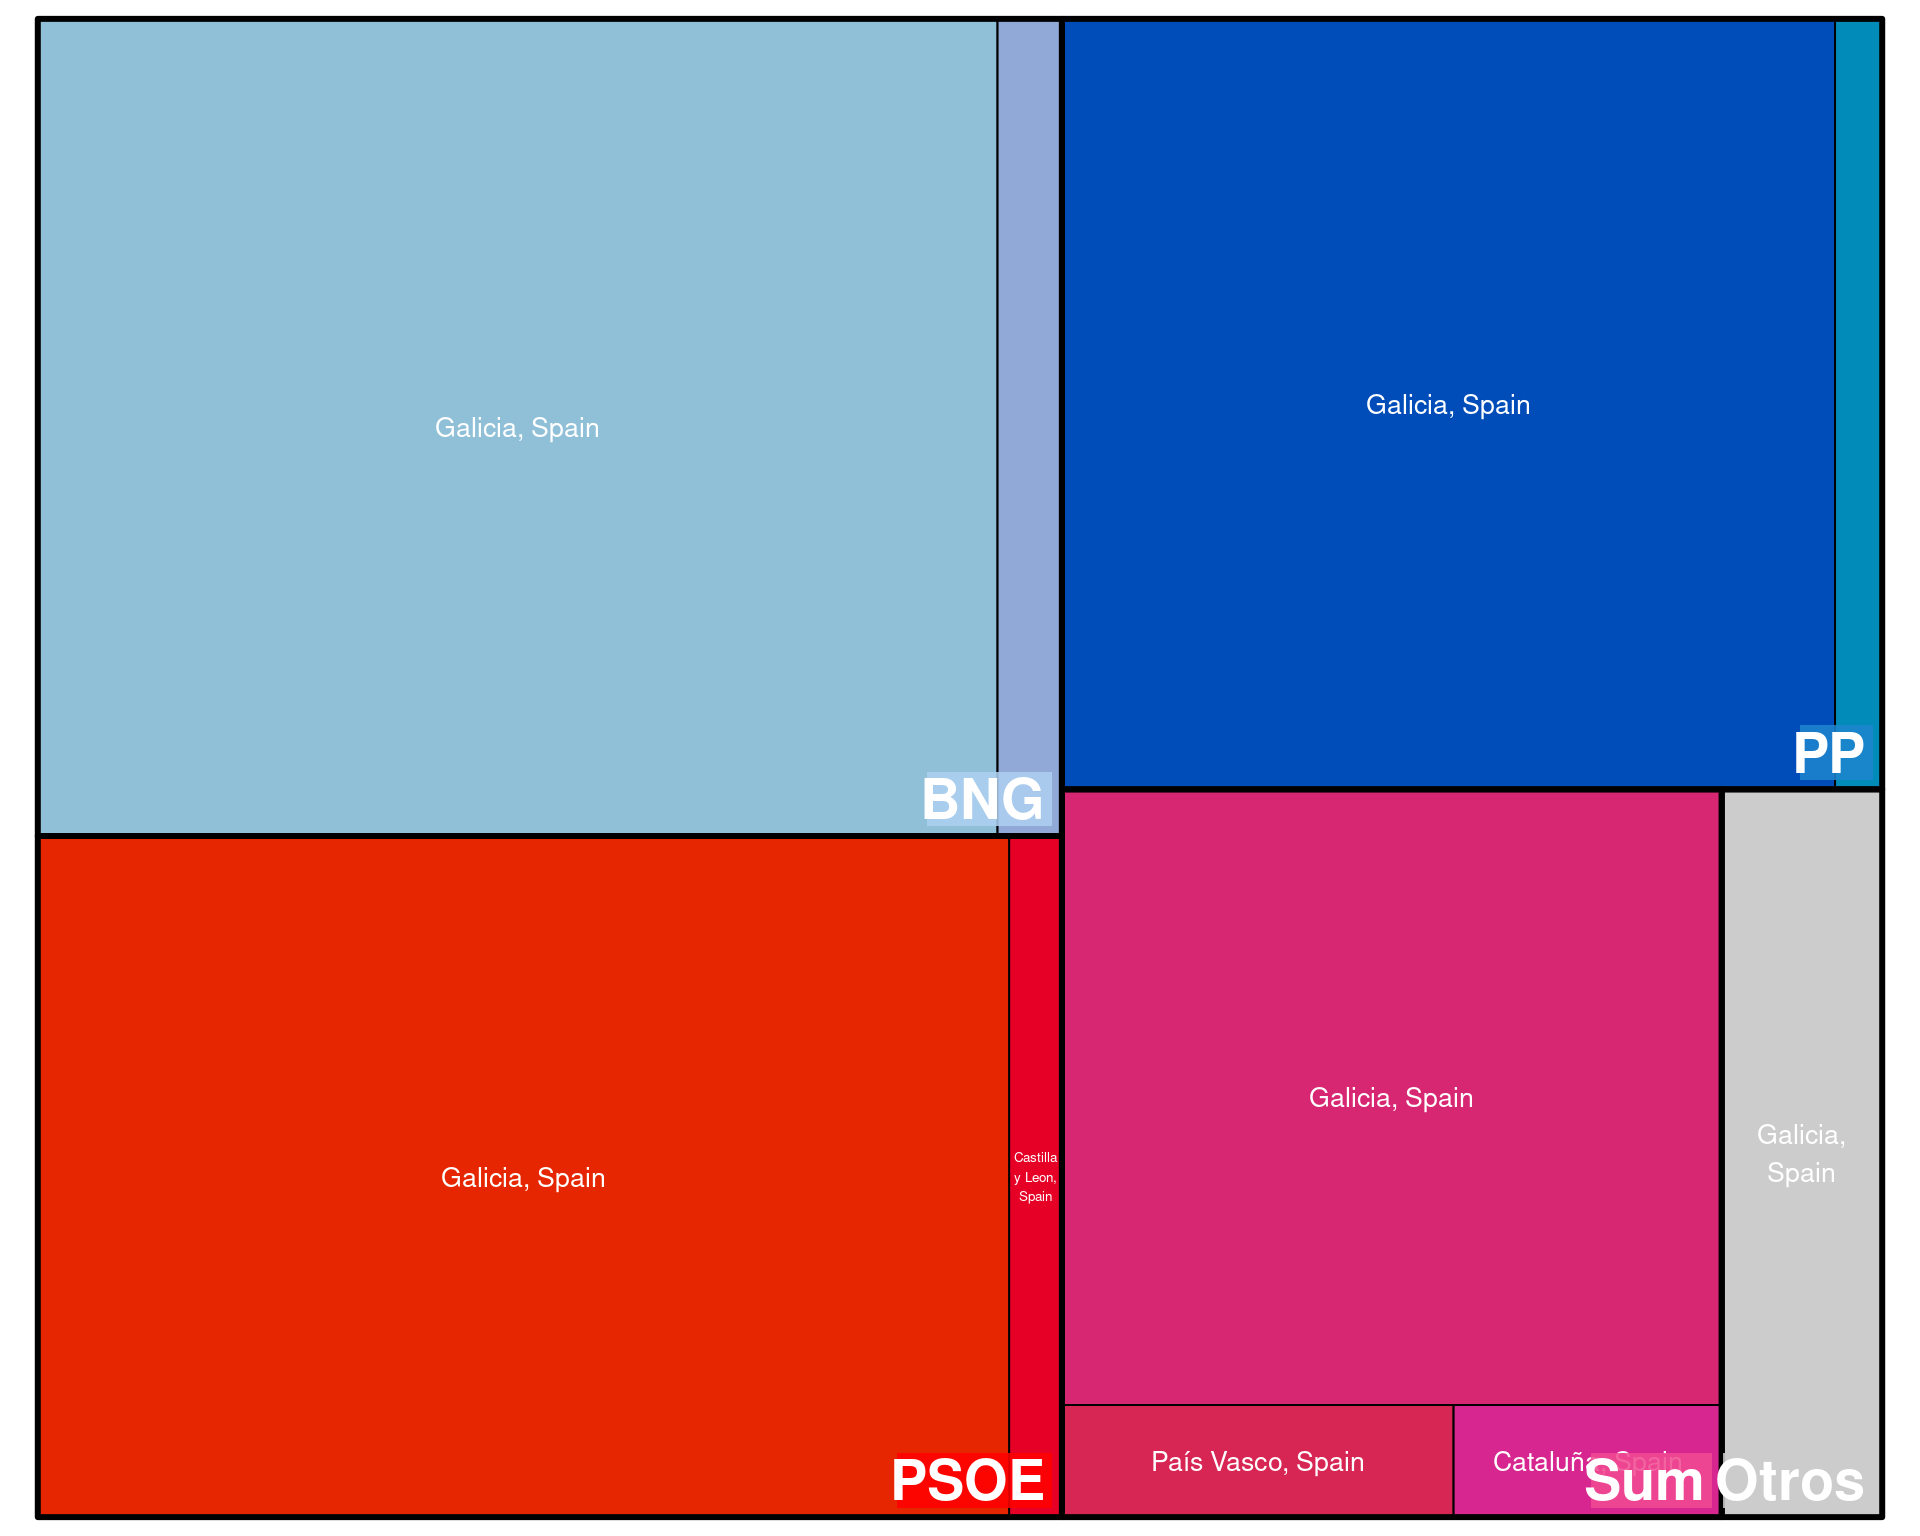 Galicia, Spain
BNG
Galicia, Spain
PP
Galicia, Spain
Castilla
y Leon,
Spain
PSOE
Galicia, Spain
Galicia,
Spain
País Vasco, Spain
Cataluña, Spain
Sum
Otros